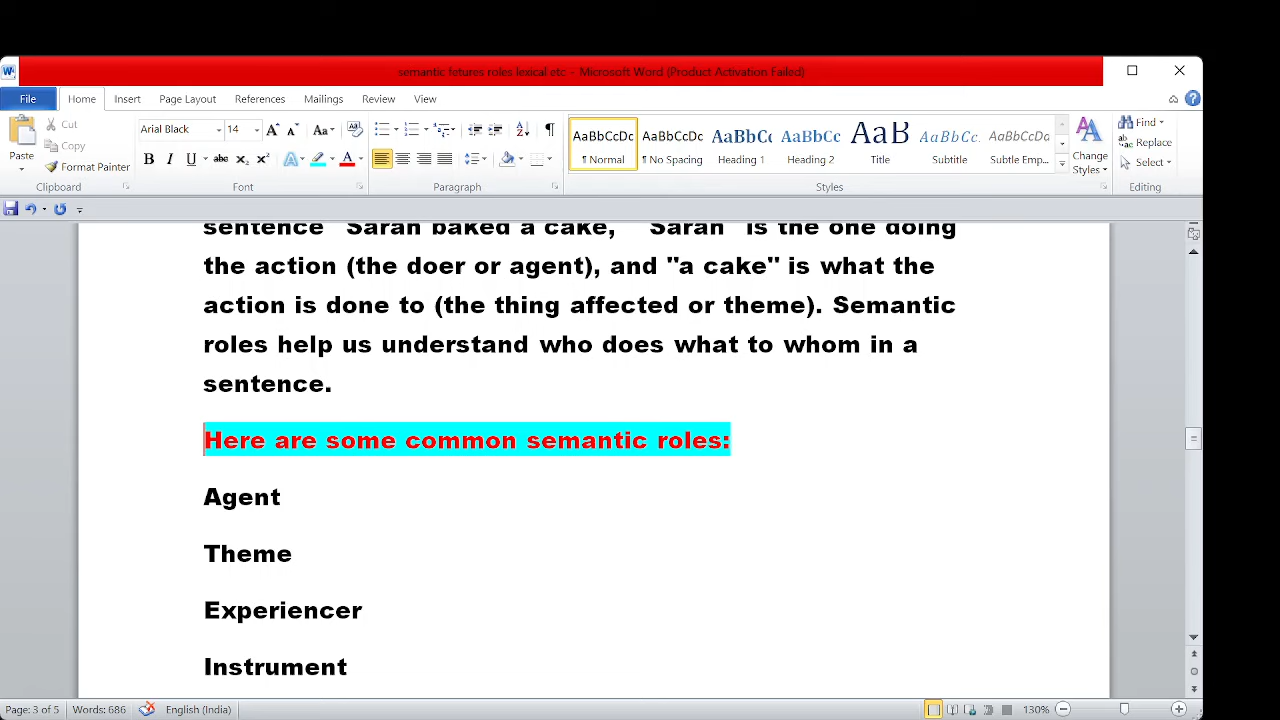 semantic fetures roles lexical etc - Microsoft Word (Product Activation Failed)
File Home Insert Page Layout References Mailings Review View
Cut
Copy
Format Painter
Paste
Clipboard
Arial Black 14
Font
Paragraph
AaBbCcDc AaBbCcDc AaBbCc AaBbCc AaB AaBbCc. AaBbCcDc
¶ Normal ¶ No Spacing Heading 1 Heading 2 Title Subtitle Subtle Emp...
Styles
Change Styles
Find
Replace
Select
Editing
sentence "Sarah baked a cake," "Sarah" is the one doing
the action (the doer or agent), and "a cake" is what the
action is done to (the thing affected or theme). Semantic
roles help us understand who does what to whom in a
sentence.
Here are some common semantic roles:
Agent
Theme
Experiencer
Instrument
Page: 3 of 5 Words: 686 English (India) 130%